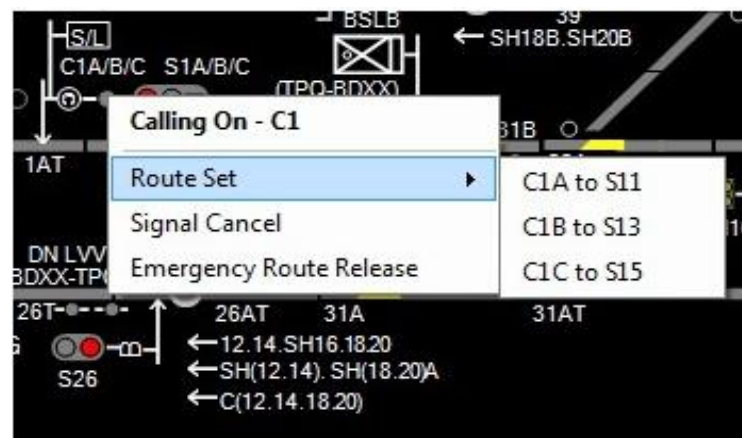 BSLB
39
S/L
SH18B.SH20B
C1A/B/C S1A/B/C
(TPQ-BDXX)
Calling On - C1
31B
1AT
Route Set
C1A to S11
Signal Cancel
C1B to S13
DN LVV
BDXX-TP
Emergency Route Release
C1C to S15
26T
26AT
31A
31AT
12.14.SH16.18.20
S26
SH(12.14). SH(18.20)A
C(12.14.18.20)